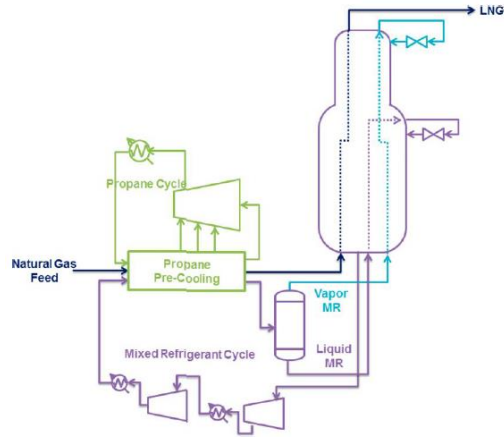 LNG
Propane Cycle
Natural Gas
Feed
Propane
Pre-Cooling
Vapor
MR
Mixed Refrigerant Cycle
Liquid
MR